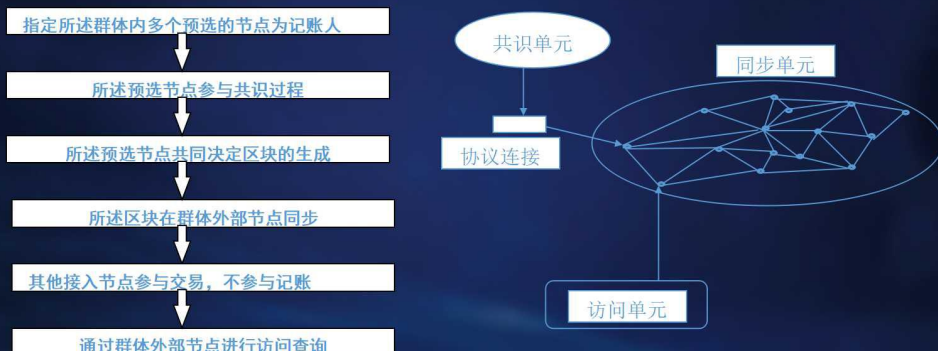 指定所述群体内多个预选的节点为记账人
所述预选节点参与共识过程
所述预选节点共同决定区块的生成
所述区块在群体外部节点同步
其他接入节点参与交易，不参与记账
通过群体外部节点进行访问查询
共识单元
同步单元
协议连接
访问单元